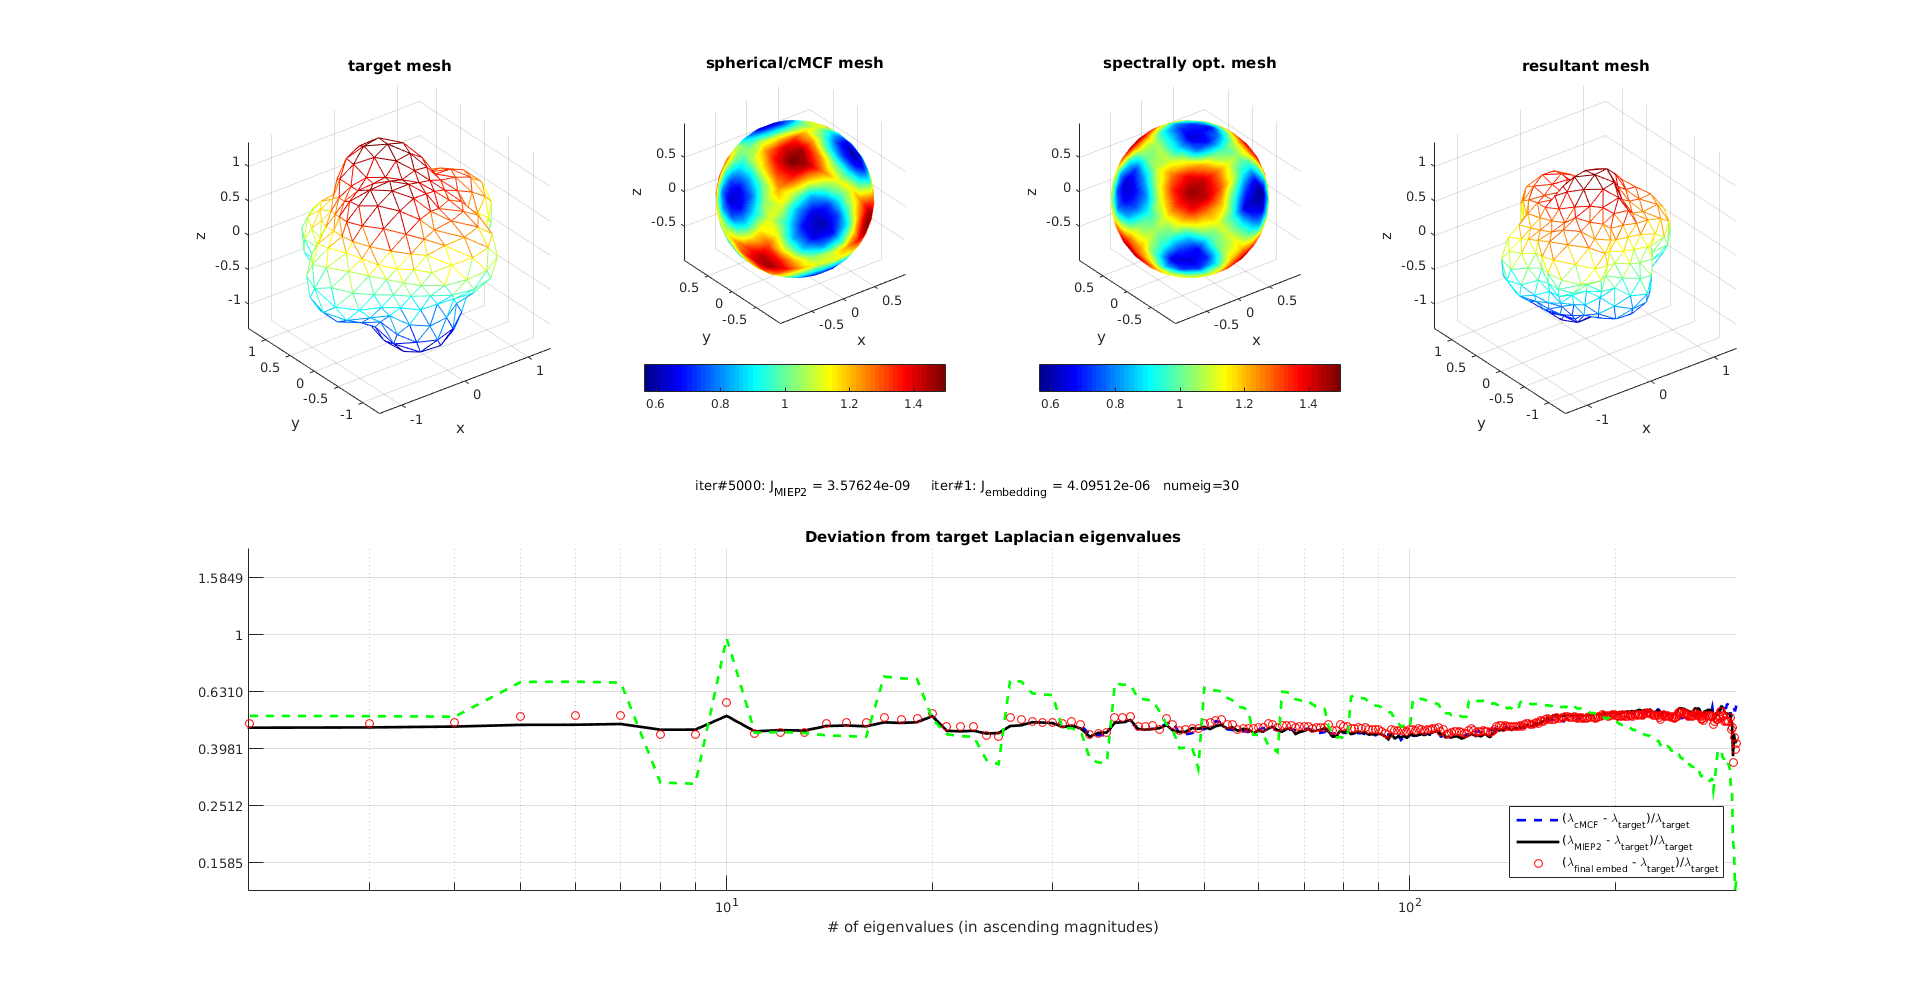 target mesh
spherical/cMCF mesh
spectrally opt. mesh
resultant mesh
1
0.5
0
-0.5
-1
z
1
0.5
0
-0.5
-1
y
-1
0
1
x
0.5
0
-0.5
z
0.5
0
-0.5
y
-0.5
0
0.5
x
0.6 0.8 1 1.2 1.4
0.5
0
-0.5
z
0.5
0
-0.5
y
-0.5
0
0.5
x
0.6 0.8 1 1.2 1.4
1
0.5
0
-0.5
-1
z
1
0.5
0
-0.5
-1
y
-1
0
1
x
iter#5000: J_MIEP2 = 3.57624e-09 iter#1: J_embedding = 4.09512e-06 numeig=30
Deviation from target Laplacian eigenvalues
1.5849
1
0.6310
0.3981
0.2512
0.1585
(λ_cMCF - λ_target)/λ_target
(λ_MIEP2 - λ_target)/λ_target
(λ_final embed - λ_target)/λ_target
10^1 10^2
# of eigenvalues (in ascending magnitudes)